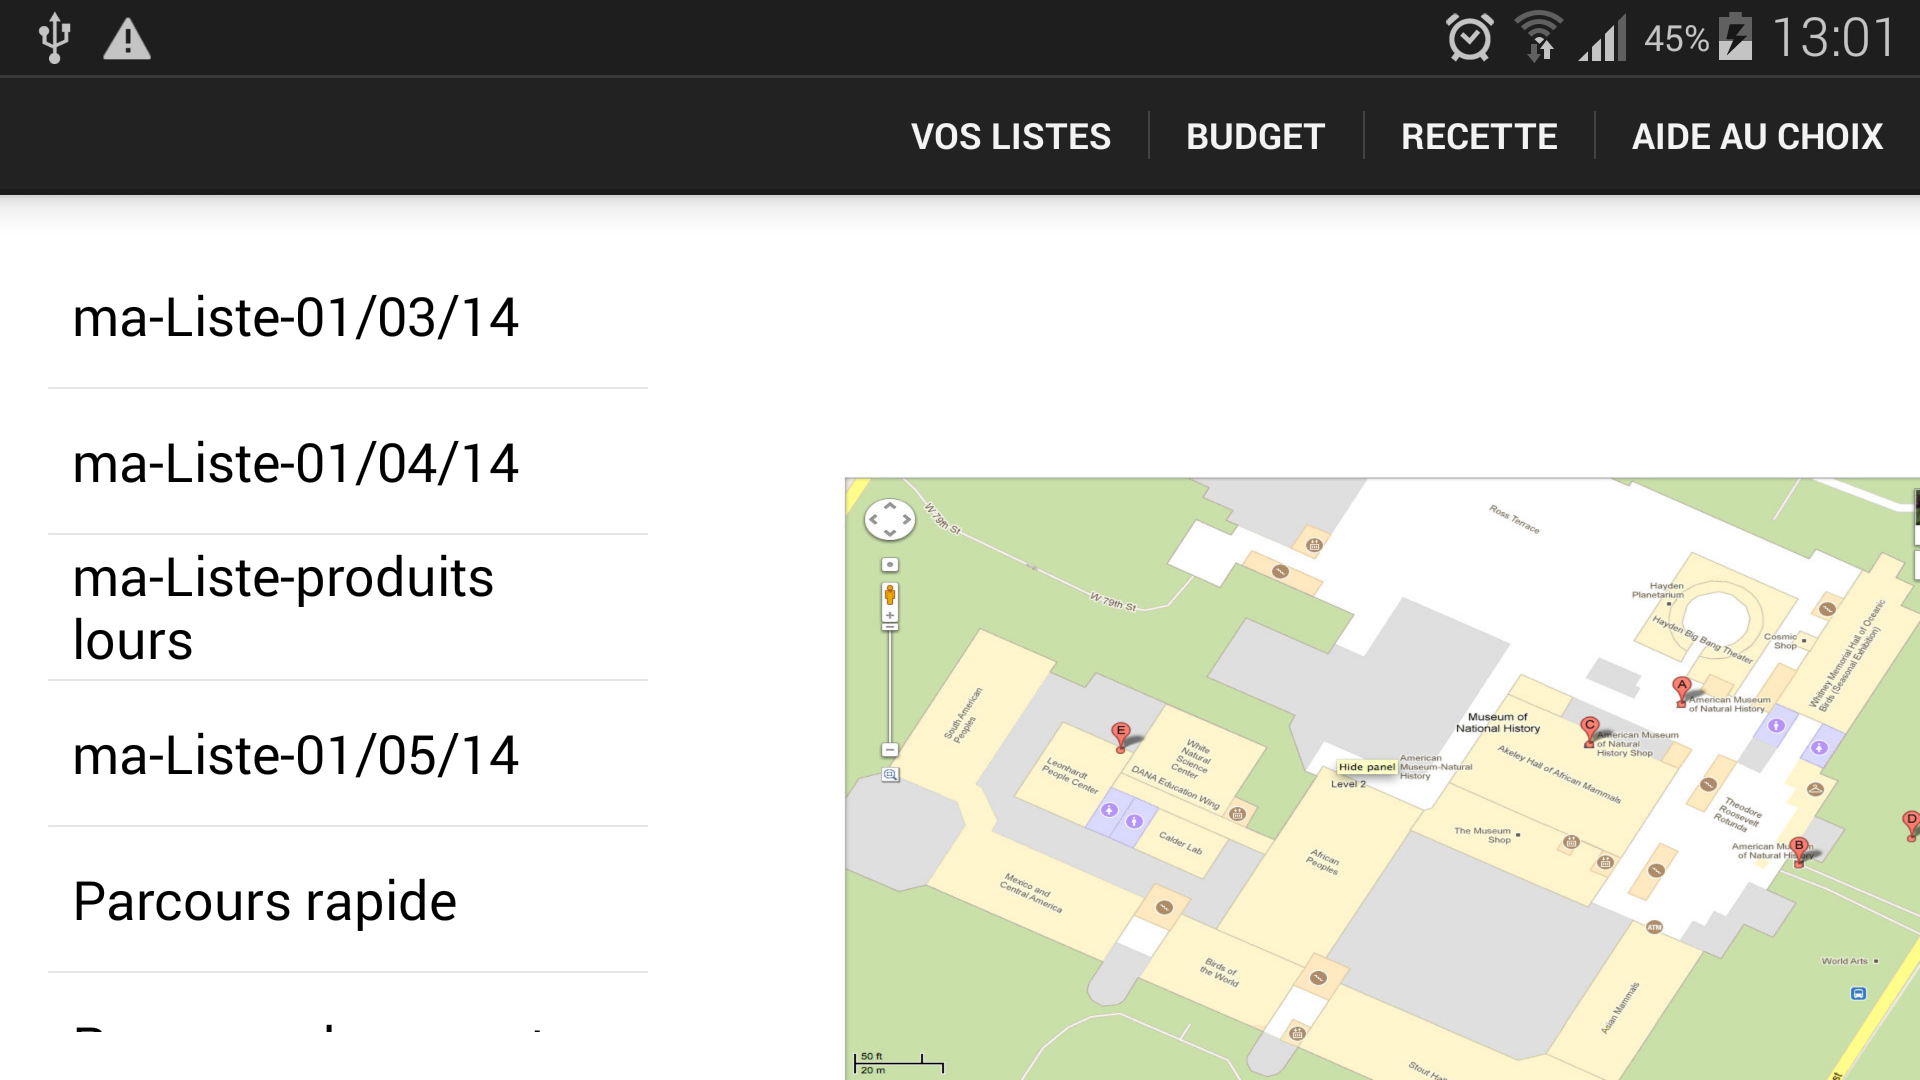 45% 13:01
VOS LISTES BUDGET RECETTE AIDE AU CHOIX
ma-Liste-01/03/14
ma-Liste-01/04/14
ma-Liste-produits
lours
ma-Liste-01/05/14
Parcours rapide
W 79th St
W 79th St
Ross Terrace
Hayden
Planetarium
Hayden Big Bang Theater
Cosmic
Shop
Whitney Memorial Hall of Oceanic
Birds (Seasonal Exhibition)
A
American Museum
of Natural History
South American
Peoples
E
White
Natural
Science
Center
DANA Education Wing
Leonhardt
People Center
Calder Lab
Museum of
National History
C
American Museum
of Natural
History Shop
Akeley Hall of African Mammals
Hide panel
American
Museum-Natural
History
Level 2
The Museum
Shop
Theodore
Roosevelt
Rotunda
D
B
American Museum
of Natural History
African
Peoples
Mexico and
Central America
Birds of
the World
ATM
World Arts
Asian Mammals
50 ft
20 m